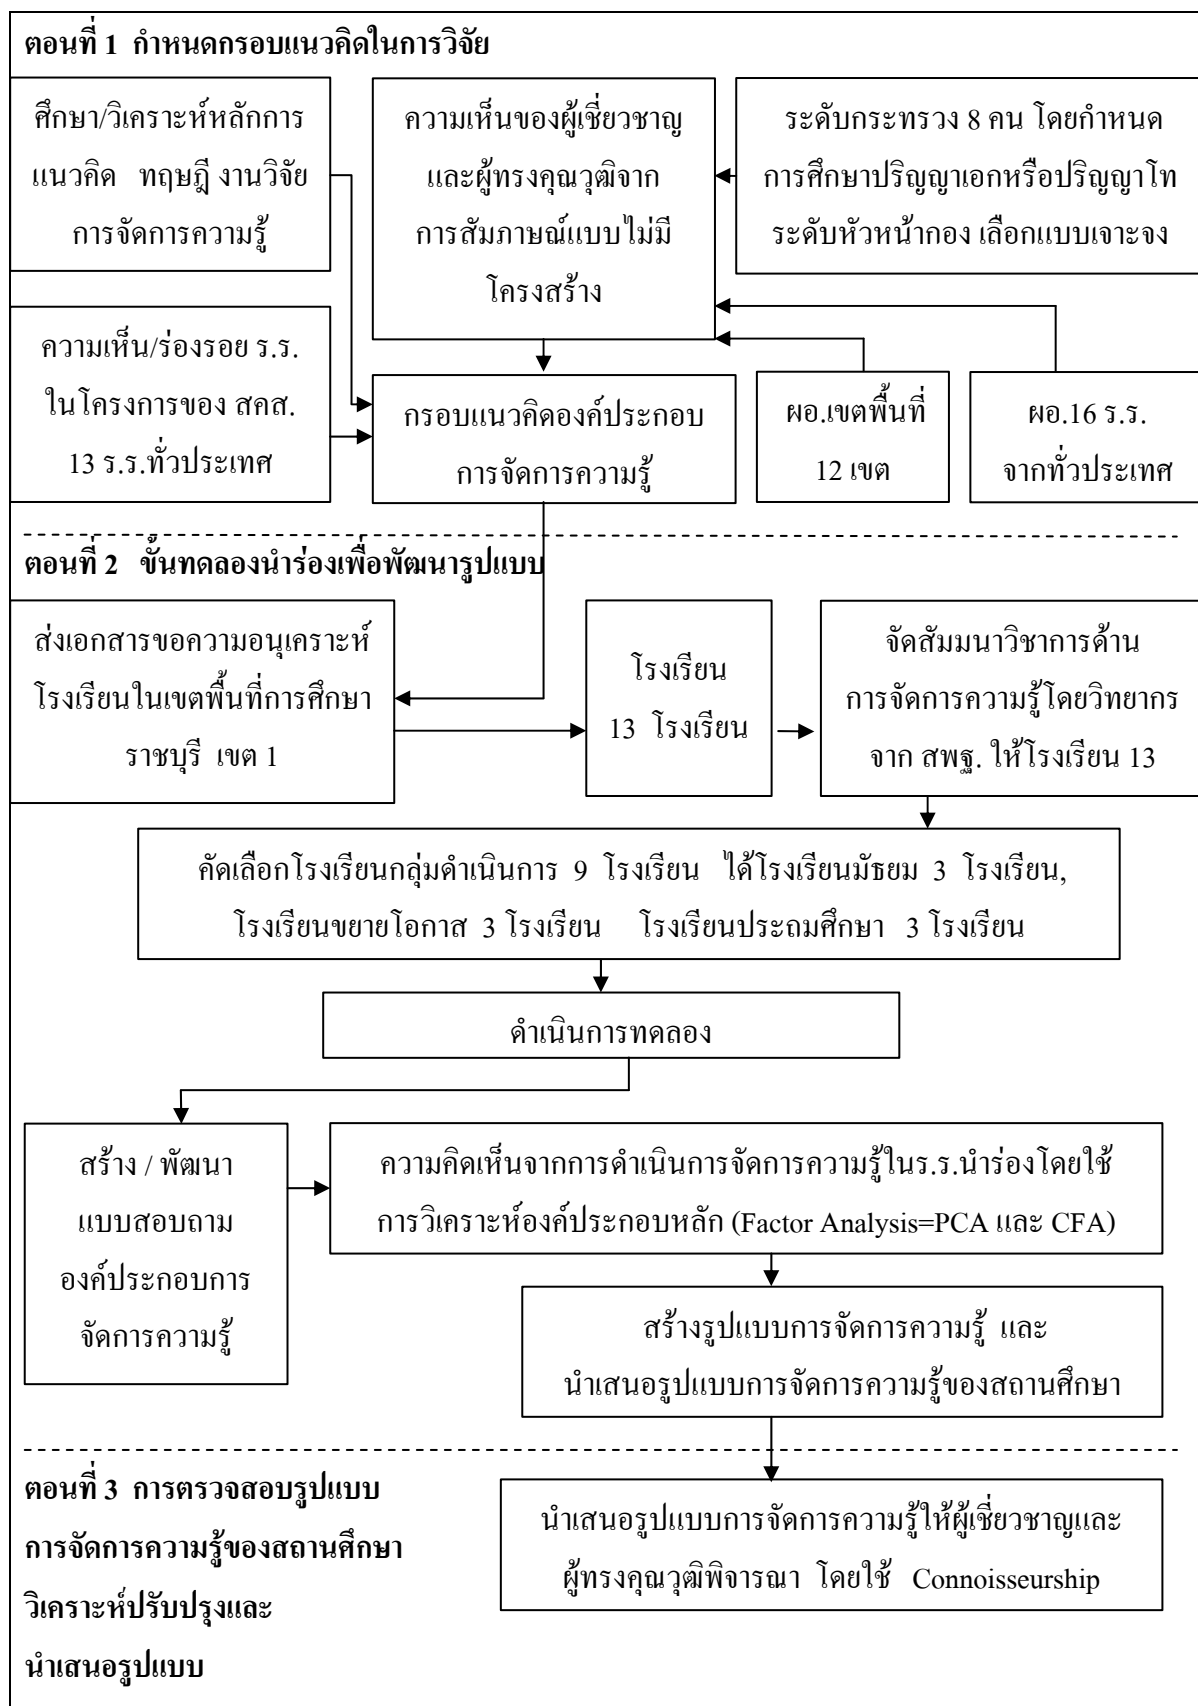 ตอนที่ 1  กำหนดกรอบแนวคิดในการวิจัย
ศึกษา/วิเคราะห์หลักการ
แนวคิด ทฤษฎี งานวิจัย
การจัดการความรู้
ความเห็นของผู้เชี่ยวชาญ
และผู้ทรงคุณวุฒิจาก
การสัมภาษณ์แบบไม่มี
โครงสร้าง
ระดับกระทรวง 8 คน โดยกำหนด
การศึกษาปริญญาเอกหรือปริญญาโท
ระดับหัวหน้ากอง เลือกแบบเจาะจง
ความเห็น/ร่องรอย ร.ร.
ในโครงการของ สคส.
13 ร.ร.ทั่วประเทศ
กรอบแนวคิดองค์ประกอบ
การจัดการความรู้
ผอ.เขตพื้นที่
12 เขต
ผอ.16 ร.ร.
จากทั่วประเทศ
ตอนที่ 2  ขั้นทดลองนำร่องเพื่อพัฒนารูปแบบ
ส่งเอกสารขอความอนุเคราะห์
โรงเรียนในเขตพื้นที่การศึกษา
ราชบุรี เขต 1
โรงเรียน
13 โรงเรียน
จัดสัมมนาวิชาการด้าน
การจัดการความรู้โดยวิทยากร
จาก สพฐ. ให้โรงเรียน 13
คัดเลือกโรงเรียนกลุ่มดำเนินการ 9 โรงเรียน ได้โรงเรียนมัธยม 3 โรงเรียน,
โรงเรียนขยายโอกาส 3 โรงเรียน โรงเรียนประถมศึกษา 3 โรงเรียน
ดำเนินการทดลอง
สร้าง / พัฒนา
แบบสอบถาม
องค์ประกอบการ
จัดการความรู้
ความคิดเห็นจากการดำเนินการจัดการความรู้ในร.ร.นำร่องโดยใช้
การวิเคราะห์องค์ประกอบหลัก (Factor Analysis=PCA และ CFA)
สร้างรูปแบบการจัดการความรู้ และ
นำเสนอรูปแบบการจัดการความรู้ของสถานศึกษา
ตอนที่ 3  การตรวจสอบรูปแบบ
การจัดการความรู้ของสถานศึกษา
วิเคราะห์ปรับปรุงและ
นำเสนอรูปแบบ
นำเสนอรูปแบบการจัดการความรู้ให้ผู้เชี่ยวชาญและ
ผู้ทรงคุณวุฒิพิจารณา โดยใช้ Connoisseurship